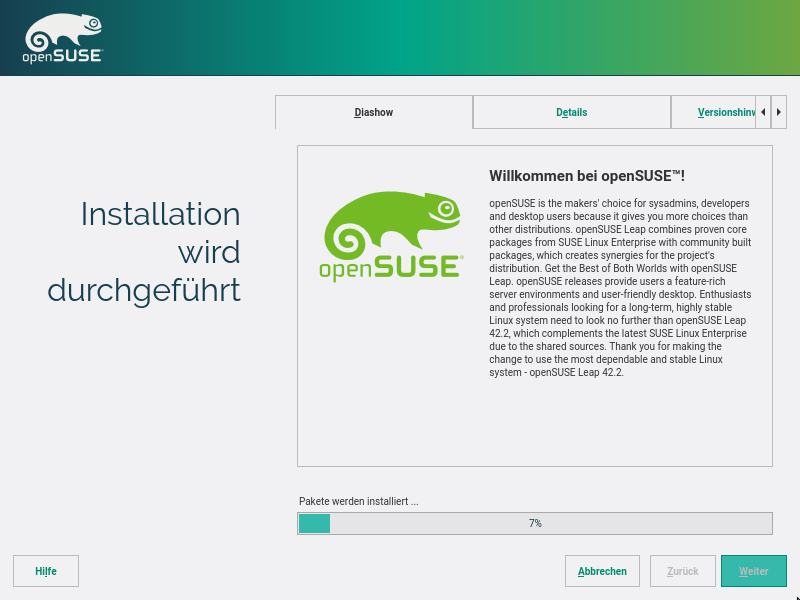 openSUSE
Diashow
Details
Versionshinw
Installation
wird
durchgeführt
openSUSE
Willkommen bei openSUSE™!
openSUSE is the makers' choice for sysadmins, developers
and desktop users because it gives you more choices than
other distributions. openSUSE Leap combines proven core
packages from SUSE Linux Enterprise with community built
packages, which creates synergies for the project's
distribution. Get the Best of Both Worlds with openSUSE
Leap. openSUSE releases provide users a feature-rich
server environments and user-friendly desktop. Enthusiasts
and professionals looking for a long-term, highly stable
Linux system need to look no further than openSUSE Leap
42.2, which complements the latest SUSE Linux Enterprise
due to the shared sources. Thank you for making the
change to use the most dependable and stable Linux
system - openSUSE Leap 42.2.
Pakete werden installiert ...
7%
Hilfe
Abbrechen
Zurück
Weiter